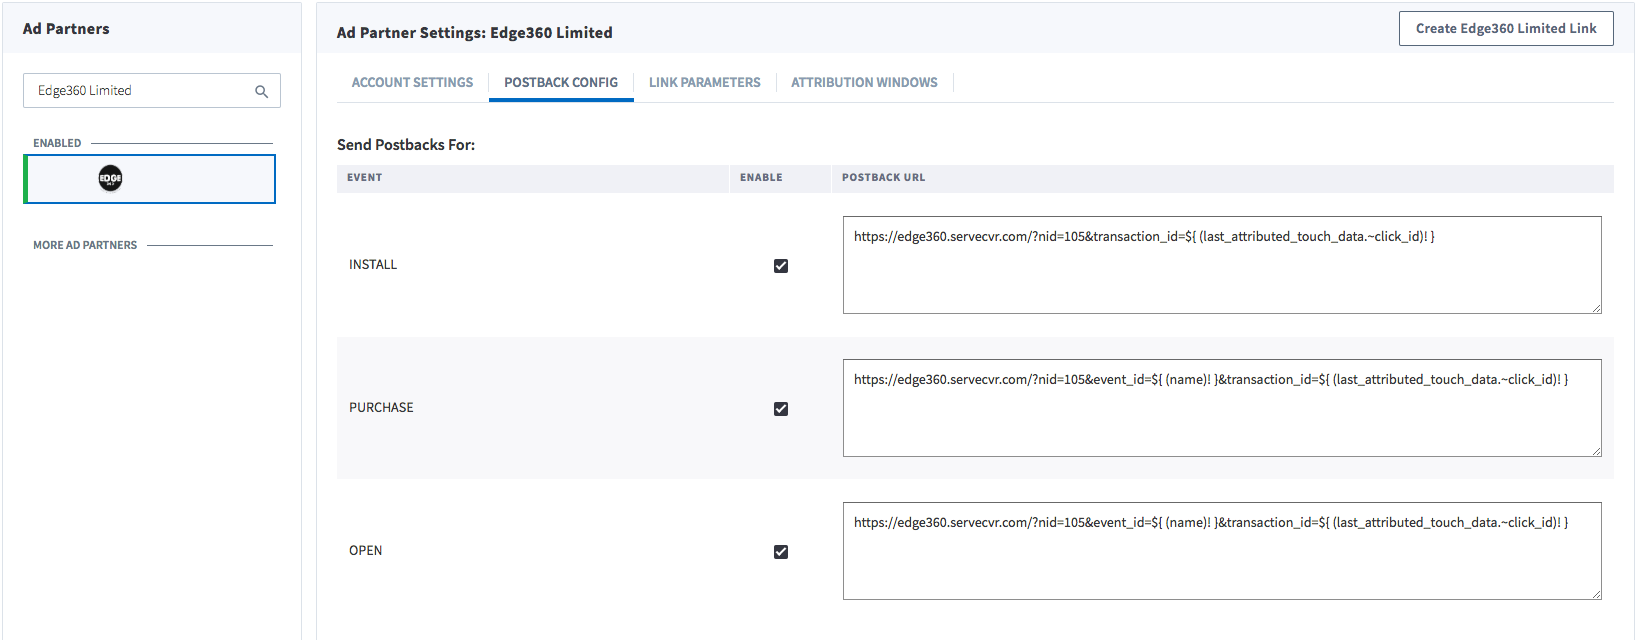 Ad Partners
Edge360 Limited
ENABLED
EDGE
MORE AD PARTNERS
Ad Partner Settings: Edge360 Limited
Create Edge360 Limited Link
ACCOUNT SETTINGS
POSTBACK CONFIG
LINK PARAMETERS
ATTRIBUTION WINDOWS
Send Postbacks For:
EVENT ENABLE POSTBACK URL
INSTALL
https://edge360.servecvr.com/?nid=105&transaction_id=${ (last_attributed_touch_data.~click_id)! }
PURCHASE
https://edge360.servecvr.com/?nid=105&event_id=${ (name)! }&transaction_id=${ (last_attributed_touch_data.~click_id)! }
OPEN
https://edge360.servecvr.com/?nid=105&event_id=${ (name)! }&transaction_id=${ (last_attributed_touch_data.~click_id)! }